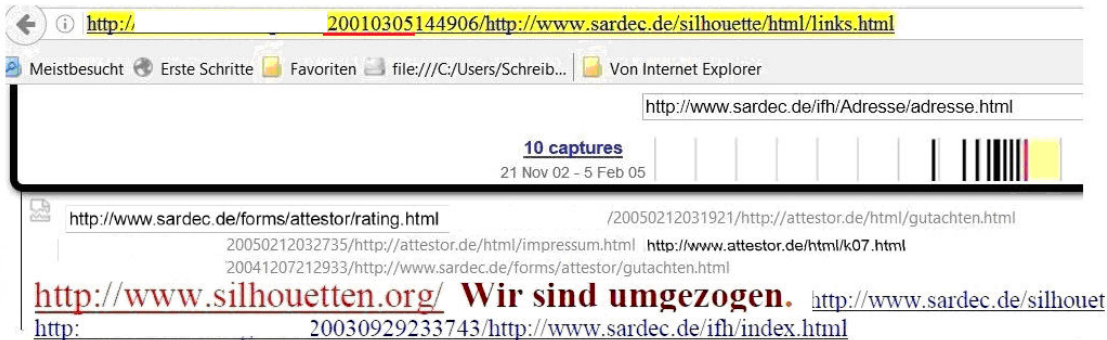 http:/ 20010305144906/http://www.sardec.de/silhouette/html/links.html
Meistbesucht Erste Schritte Favoriten file:///C:/Users/Schreib... Von Internet Explorer
http://www.sardec.de/ifh/Adresse/adresse.html
10 captures
21 Nov 02 - 5 Feb 05
http://www.sardec.de/forms/attestor/rating.html /20050212031921/http://attestor.de/html/gutachten.html
20050212032735/http://attestor.de/html/impressum.html http://www.attestor.de/html/k07.html
20041207212933/http://www.sardec.de/forms/attestor/gutachten.html
http://www.silhouetten.org/ Wir sind umgezogen. http://www.sardec.de/silhouet
http: 20030929233743/http://www.sardec.de/ifh/index.html